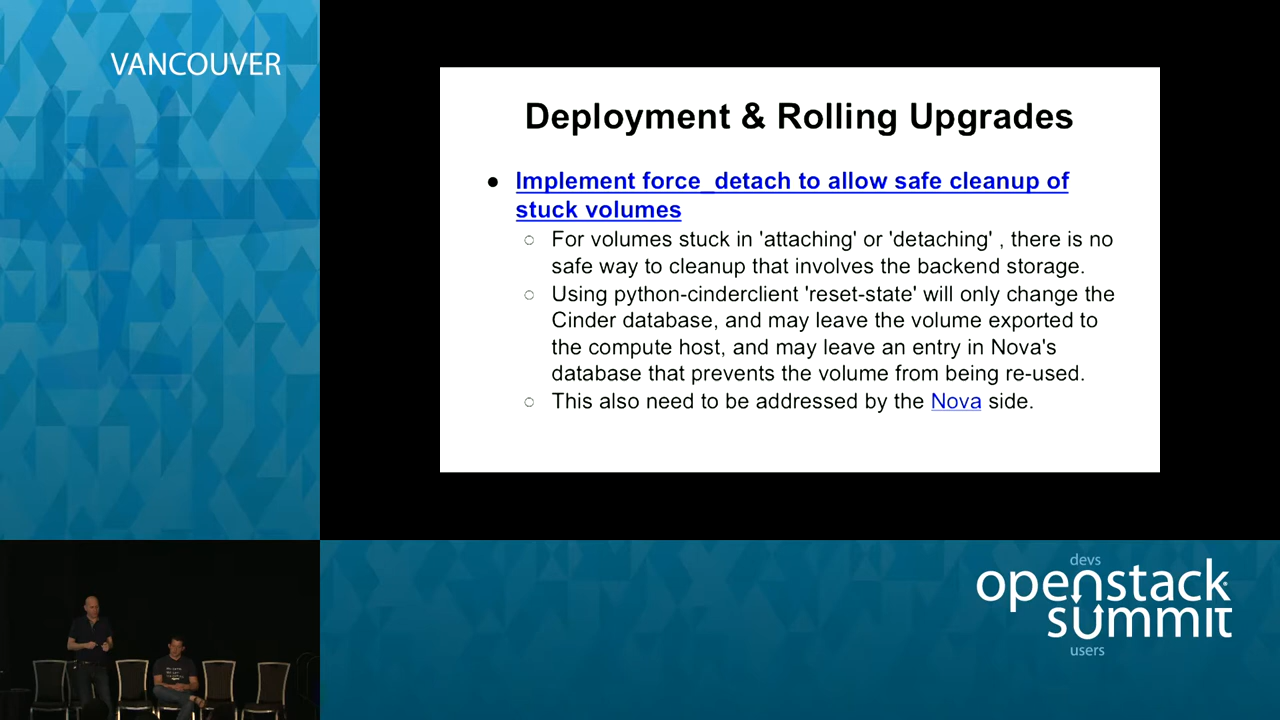 VANCOUVER
Deployment & Rolling Upgrades
● Implement force_detach to allow safe cleanup of
stuck volumes
○ For volumes stuck in 'attaching' or 'detaching' , there is no
safe way to cleanup that involves the backend storage.
○ Using python-cinderclient 'reset-state' will only change the
Cinder database, and may leave the volume exported to
the compute host, and may leave an entry in Nova's
database that prevents the volume from being re-used.
○ This also need to be addressed by the Nova side.
devs
openstack
summit
users